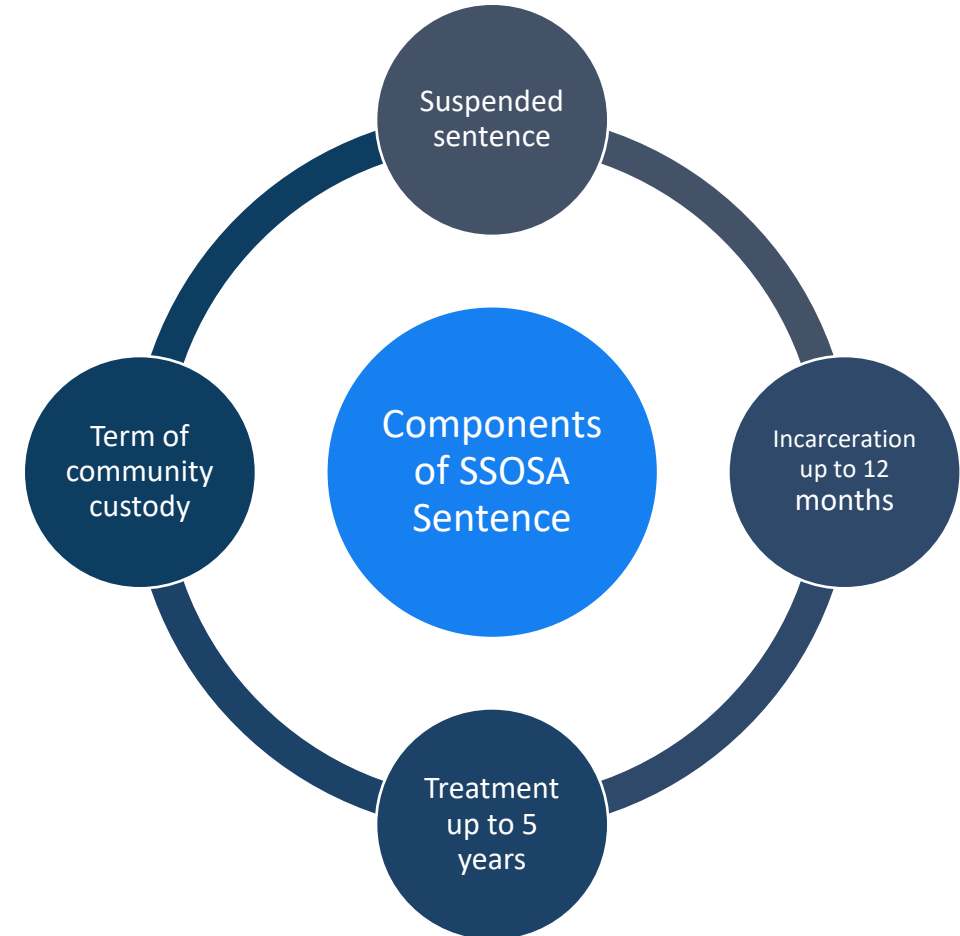 Suspended
sentence
Components
of SSOSA
Sentence
Incarceration
up to 12
months
Treatment
up to 5
years
Term of
community
custody